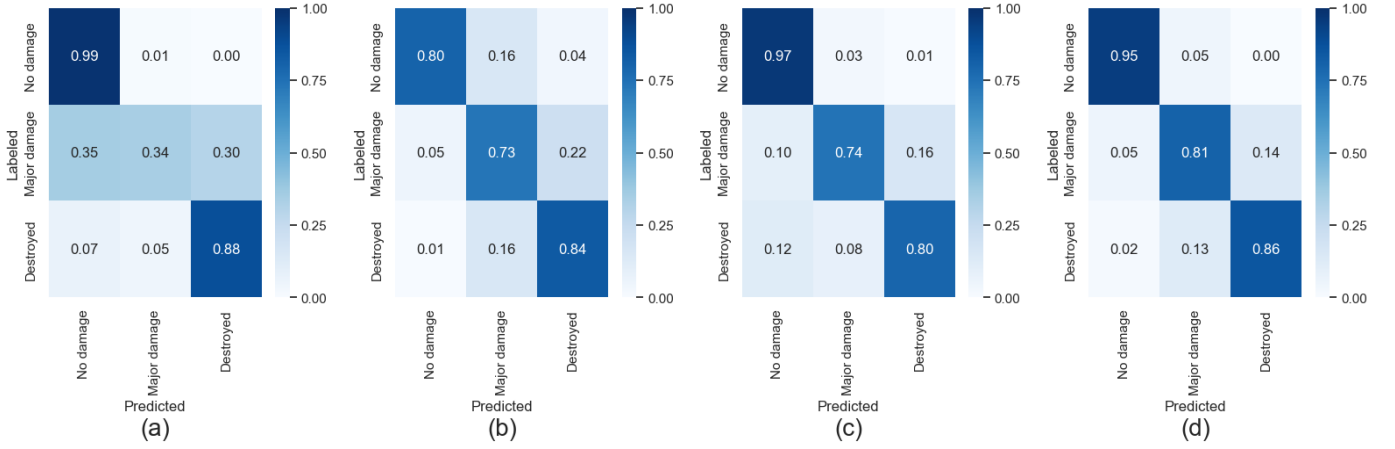 No damage
Major damage
Destroyed
Labeled
0.99 0.01 0.00
0.35 0.34 0.30
0.07 0.05 0.88
1.00
0.75
0.50
0.25
0.00
No damage
Major damage
Destroyed
Predicted
(a)
No damage
Major damage
Destroyed
Labeled
0.80 0.16 0.04
0.05 0.73 0.22
0.01 0.16 0.84
1.00
0.75
0.50
0.25
0.00
No damage
Major damage
Destroyed
Predicted
(b)
No damage
Major damage
Destroyed
Labeled
0.97 0.03 0.01
0.10 0.74 0.16
0.12 0.08 0.80
1.00
0.75
0.50
0.25
0.00
No damage
Major damage
Destroyed
Predicted
(c)
No damage
Major damage
Destroyed
Labeled
0.95 0.05 0.00
0.05 0.81 0.14
0.02 0.13 0.86
1.00
0.75
0.50
0.25
0.00
No damage
Major damage
Destroyed
Predicted
(d)